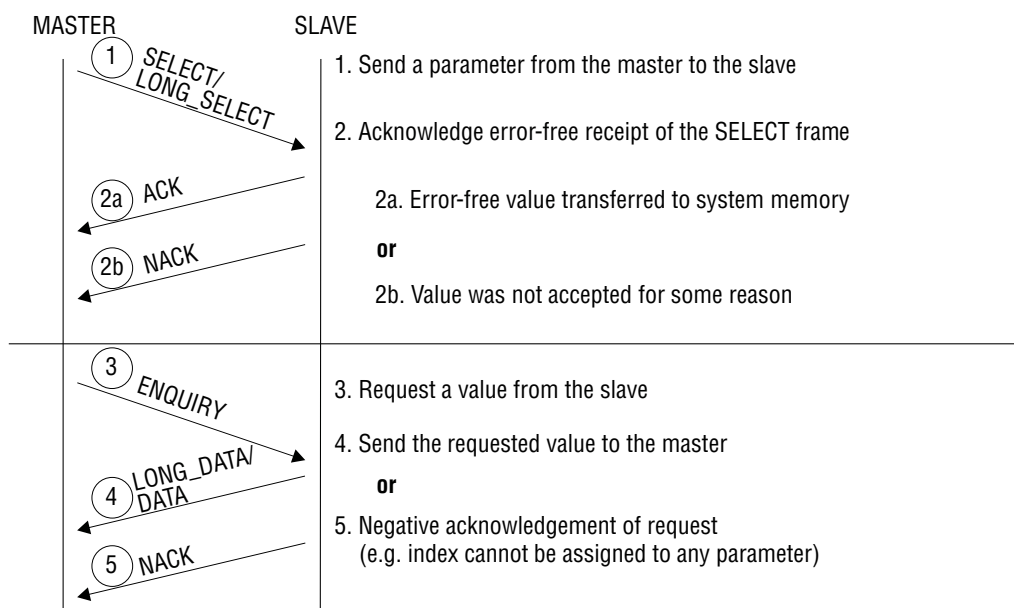 MASTER SLAVE
1 SELECT/
LONG_SELECT
1. Send a parameter from the master to the slave
2. Acknowledge error-free receipt of the SELECT frame
2a ACK
2a. Error-free value transferred to system memory
or
2b NACK
2b. Value was not accepted for some reason
3 ENQUIRY
3. Request a value from the slave
4. Send the requested value to the master
4 LONG_DATA/
DATA
or
5. Negative acknowledgement of request
(e.g. index cannot be assigned to any parameter)
5 NACK